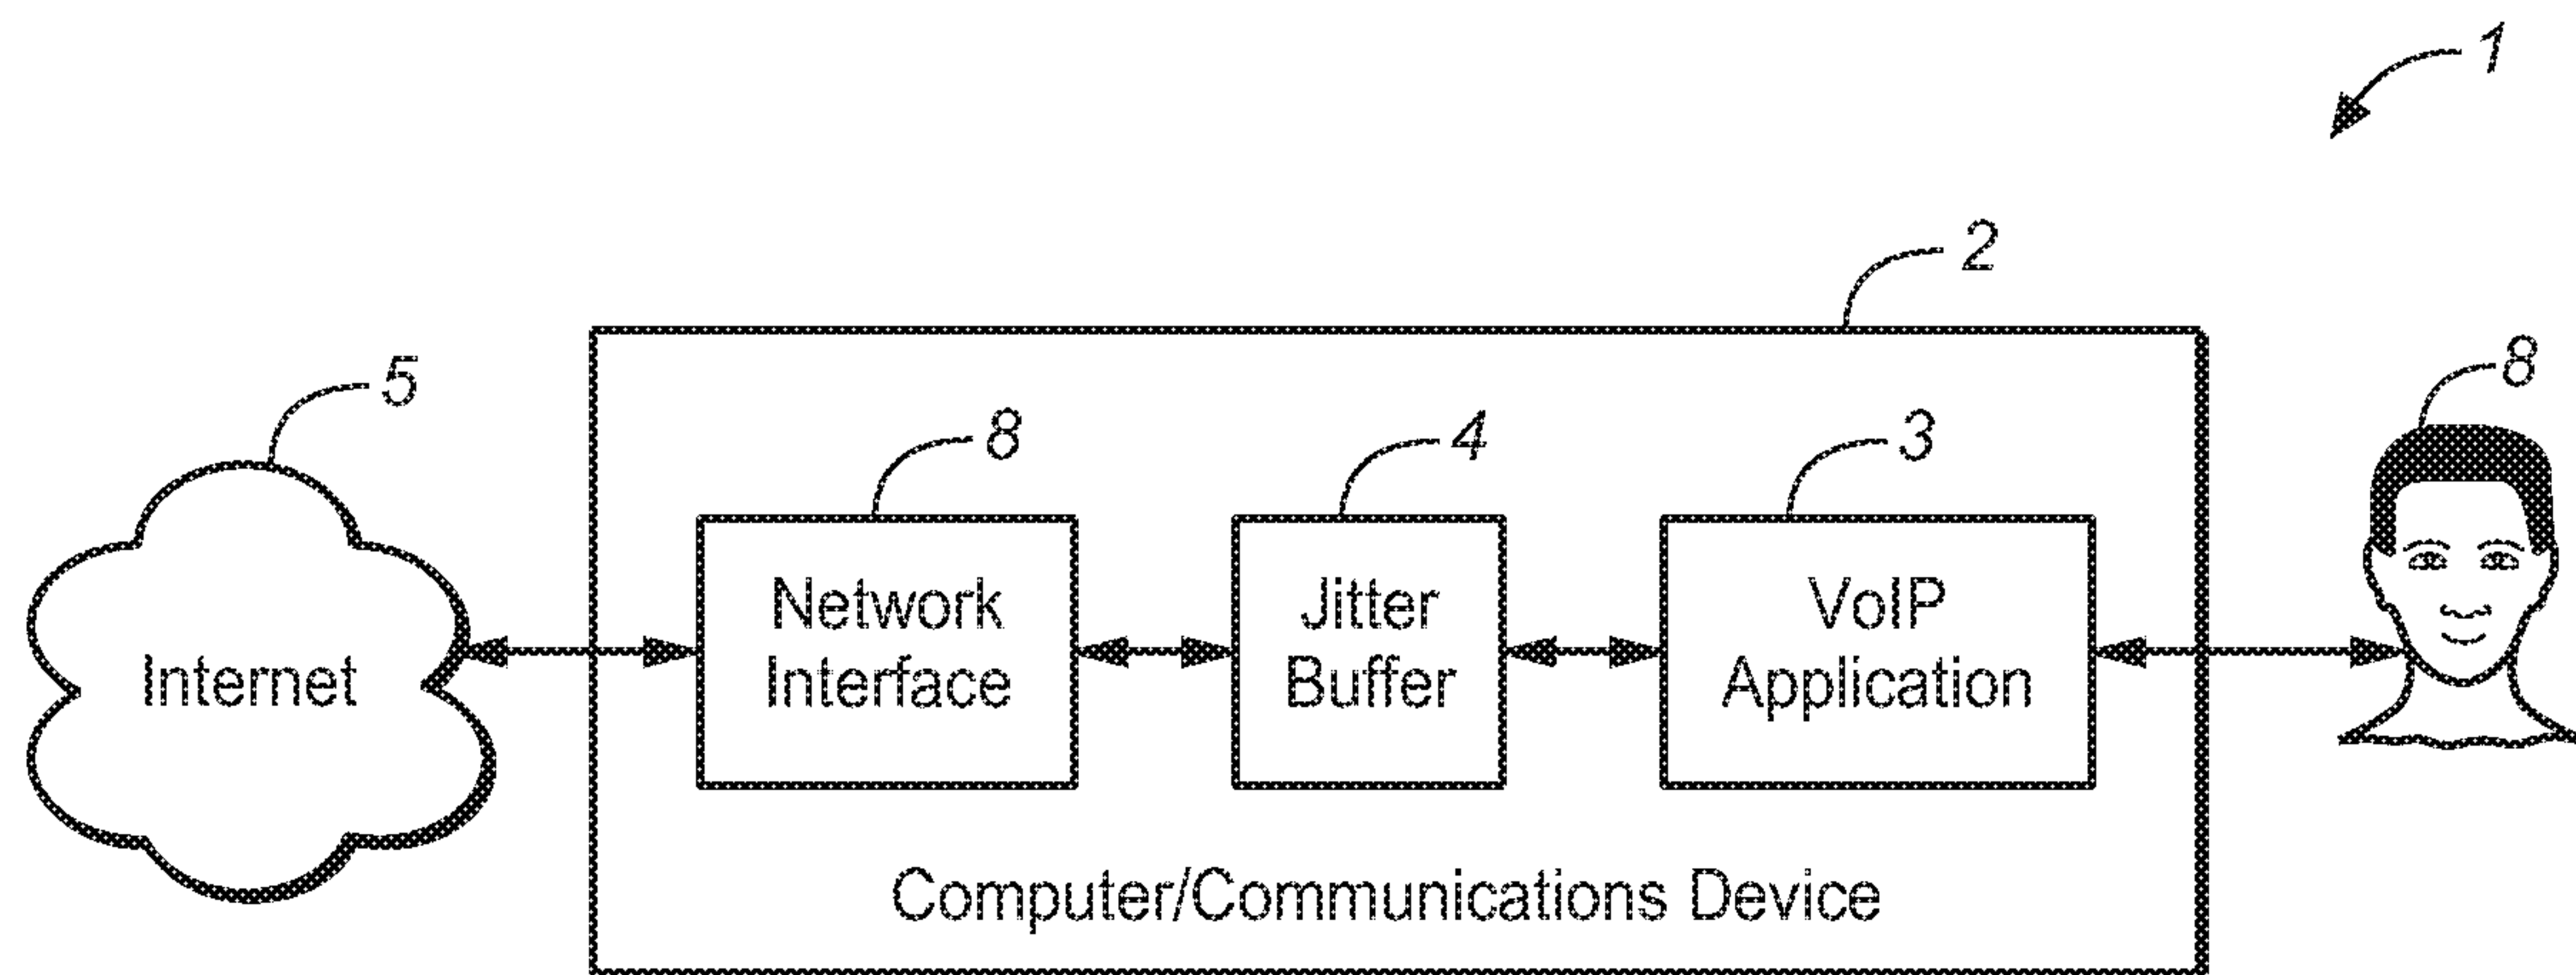 1
2
5
8
8
4
3
Network
Interface
Jitter
Buffer
VoIP
Application
Internet
Computer/Communications Device